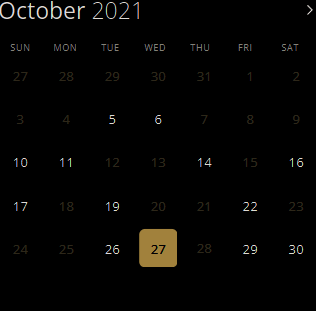 October 2021
SUN MON TUE WED THU FRI SAT
27 28 29 30 31 1 2
3 4 5 6 7 8 9
10 11 12 13 14 15 16
17 18 19 20 21 22 23
24 25 26 27 28 29 30